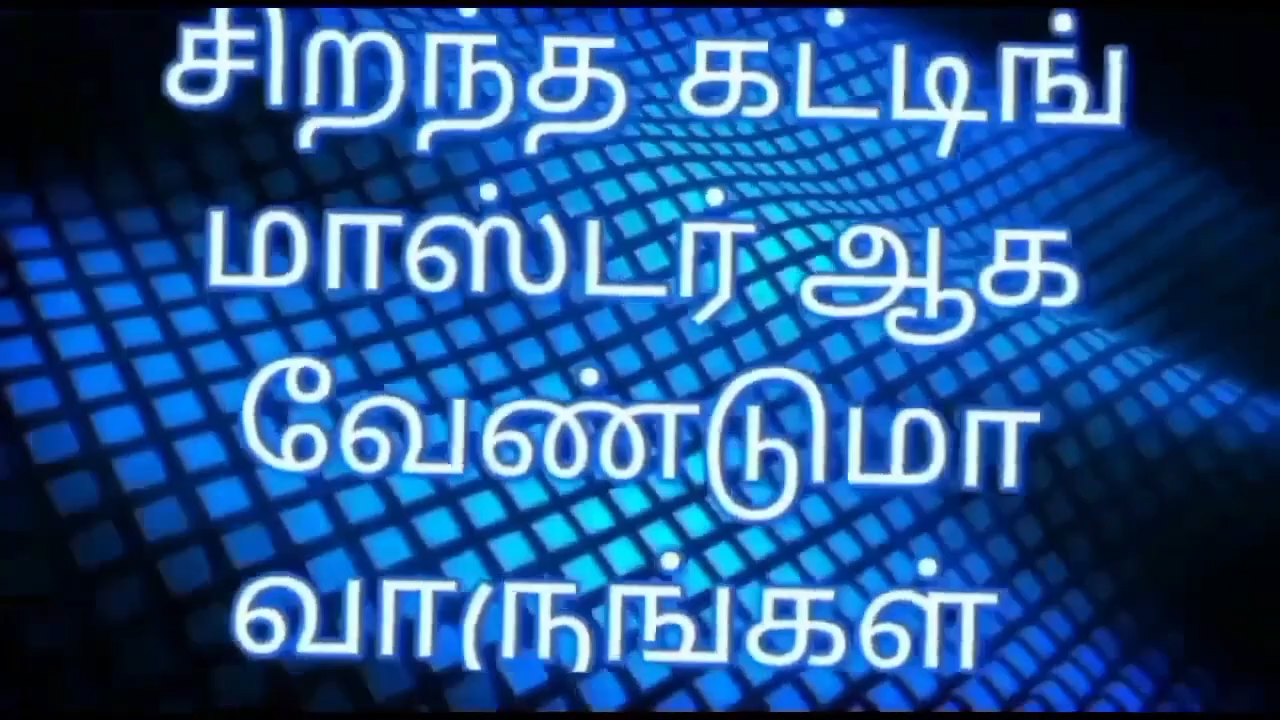 சிறந்த கட்டிங்
மாஸ்டர் ஆக
வேண்டுமா
வாருங்கள்